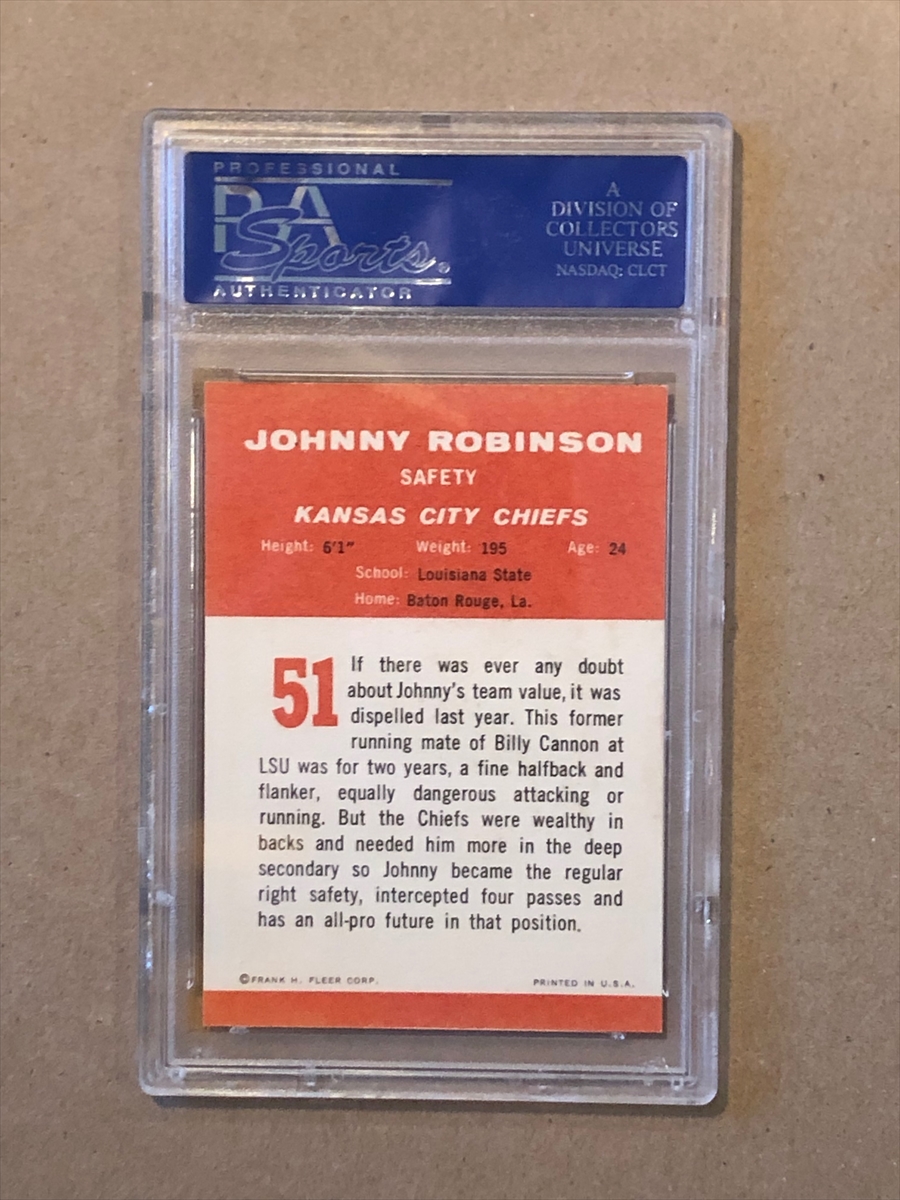 PROFESSIONAL
PSA
Sports
AUTHENTICATOR
A
DIVISION OF
COLLECTORS
UNIVERSE
NASDAQ: CLCT
JOHNNY ROBINSON
SAFETY
KANSAS CITY CHIEFS
Height: 6'1" Weight: 195 Age: 24
School: Louisiana State
Home: Baton Rouge, La.
51
If there was ever any doubt
about Johnny's team value, it was
dispelled last year. This former
running mate of Billy Cannon at
LSU was for two years, a fine halfback and
flanker, equally dangerous attacking or
running. But the Chiefs were wealthy in
backs and needed him more in the deep
secondary so Johnny became the regular
right safety, intercepted four passes and
has an all-pro future in that position.
©FRANK H. FLEER CORP. PRINTED IN U.S.A.